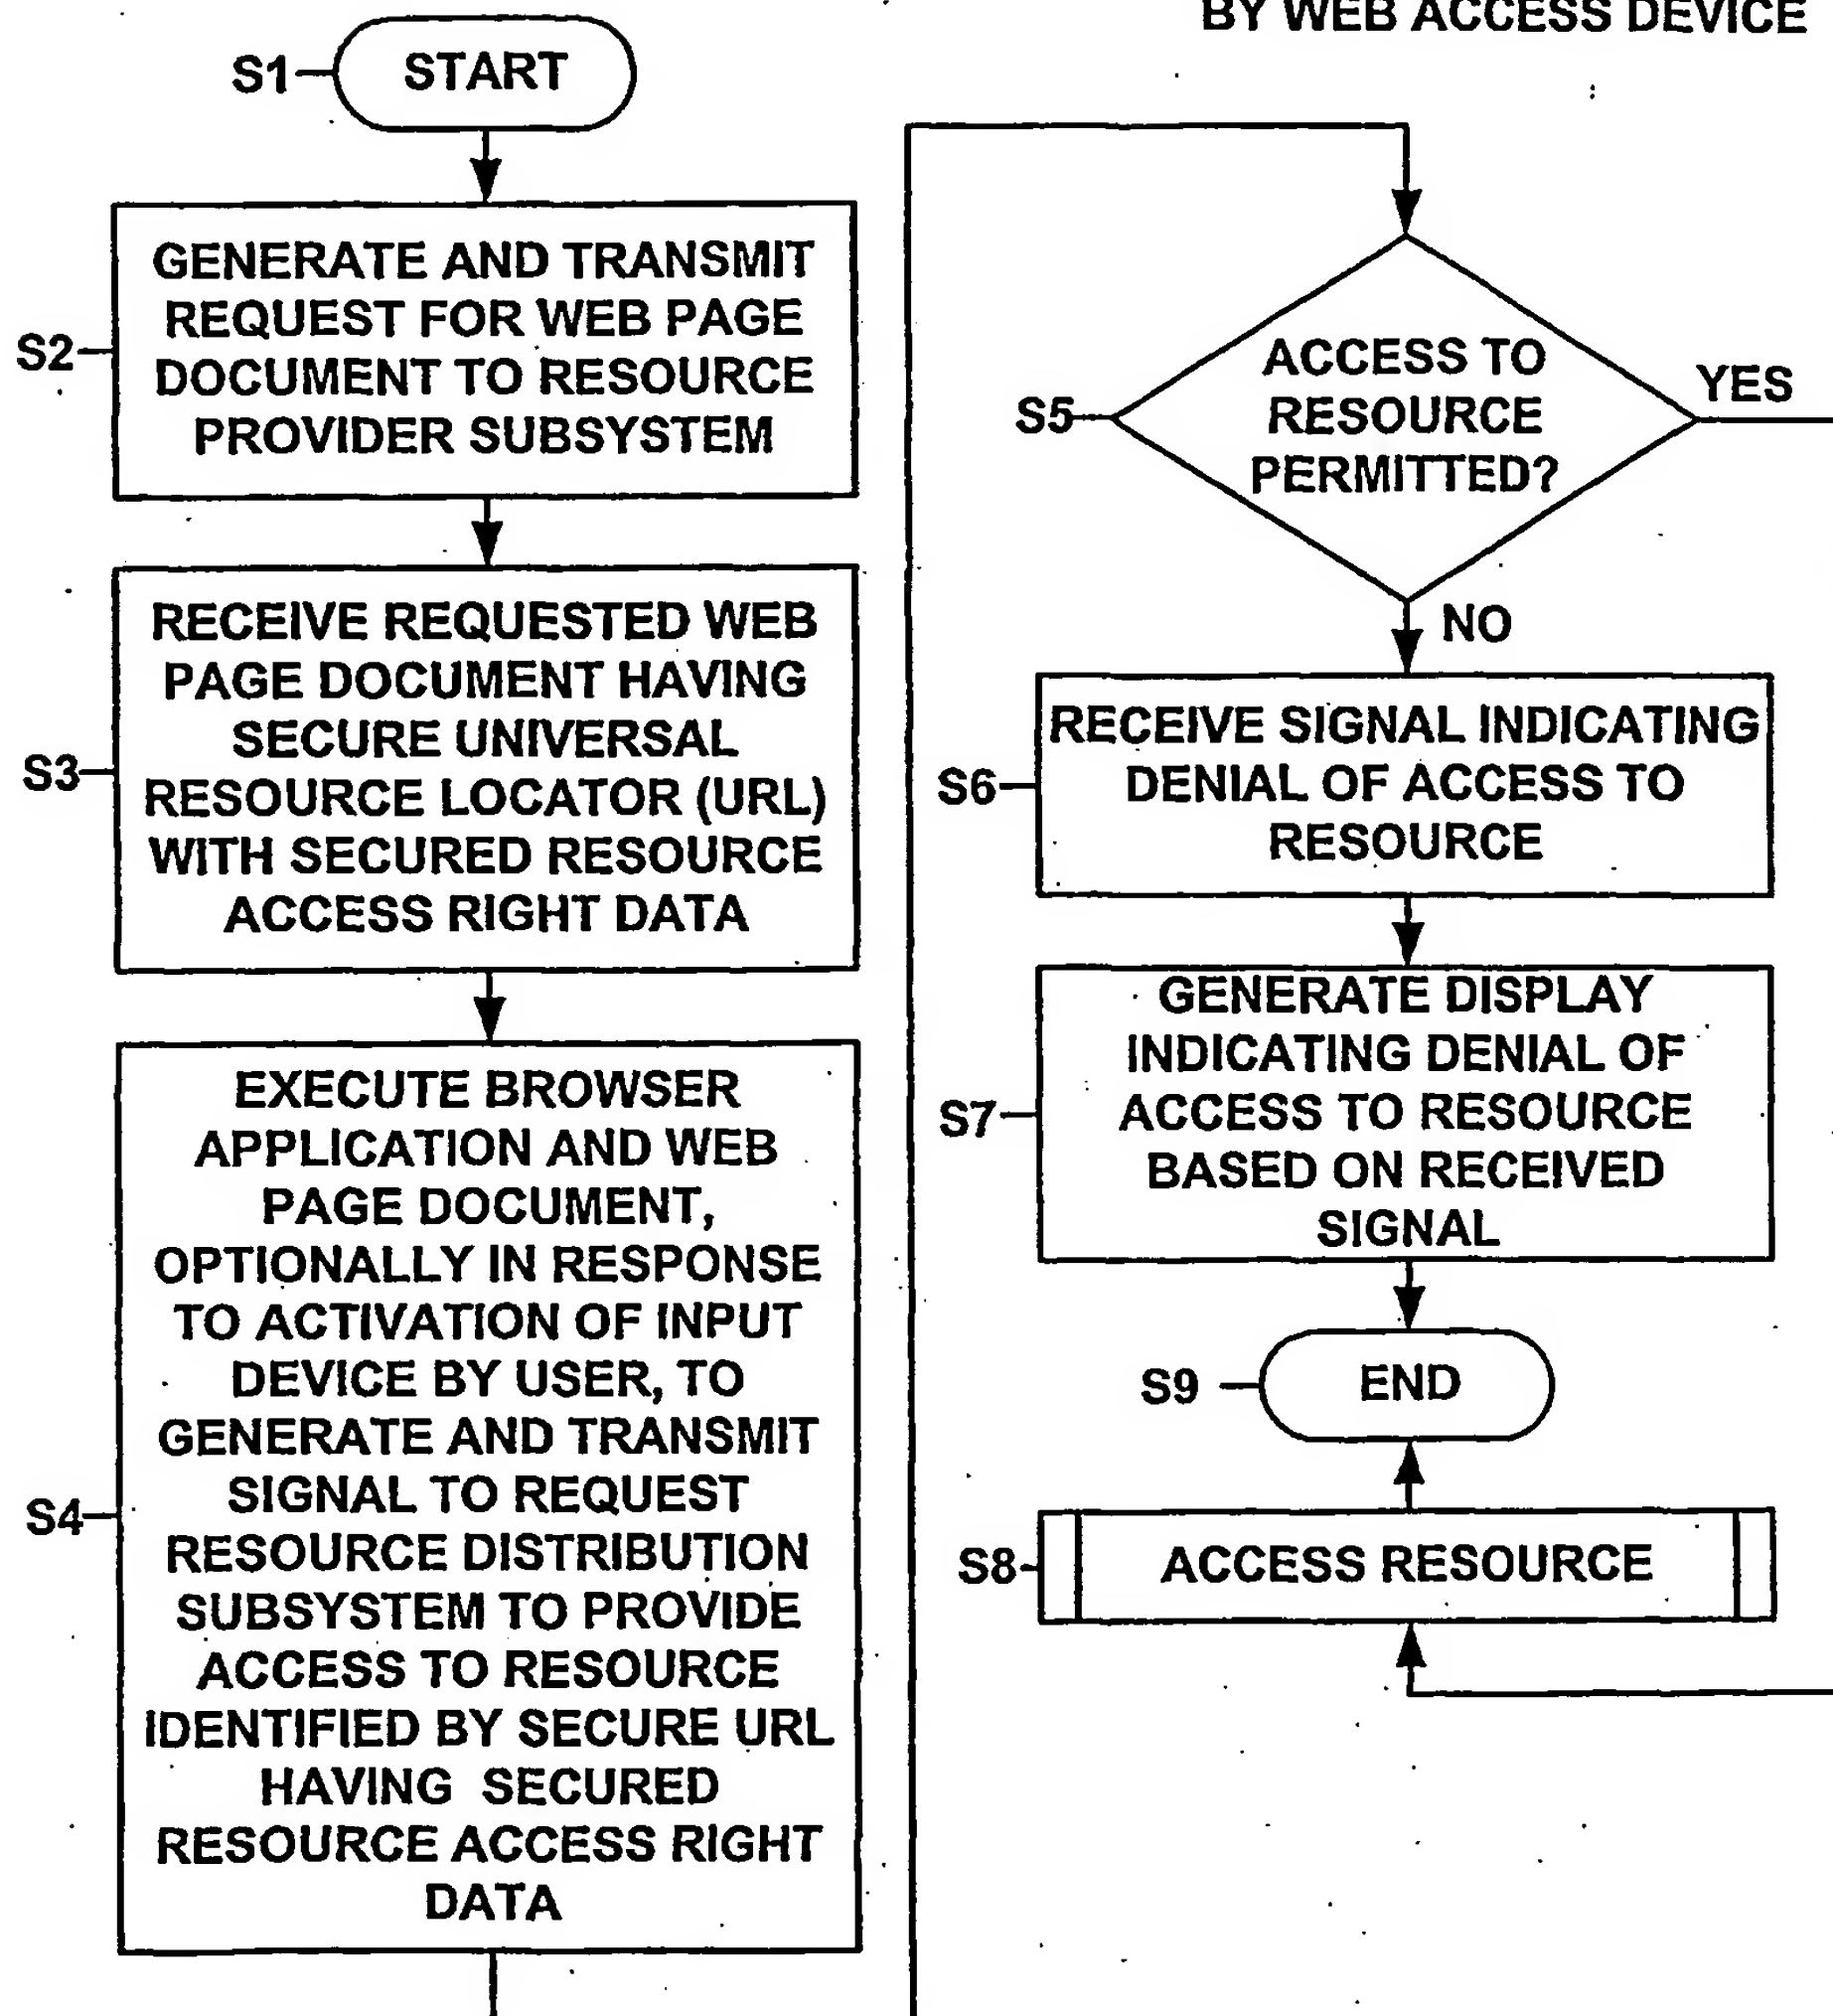 BY WEB ACCESS DEVICE
S1
START
S2
GENERATE AND TRANSMIT
REQUEST FOR WEB PAGE
DOCUMENT TO RESOURCE
PROVIDER SUBSYSTEM
S3
RECEIVE REQUESTED WEB
PAGE DOCUMENT HAVING
SECURE UNIVERSAL
RESOURCE LOCATOR (URL)
WITH SECURED RESOURCE
ACCESS RIGHT DATA
S4
EXECUTE BROWSER
APPLICATION AND WEB
PAGE DOCUMENT,
OPTIONALLY IN RESPONSE
TO ACTIVATION OF INPUT
DEVICE BY USER, TO
GENERATE AND TRANSMIT
SIGNAL TO REQUEST
RESOURCE DISTRIBUTION
SUBSYSTEM TO PROVIDE
ACCESS TO RESOURCE
IDENTIFIED BY SECURE URL
HAVING SECURED
RESOURCE ACCESS RIGHT
DATA
S5
ACCESS TO
RESOURCE
PERMITTED?
YES
NO
S6
RECEIVE SIGNAL INDICATING
DENIAL OF ACCESS TO
RESOURCE
S7
GENERATE DISPLAY
INDICATING DENIAL OF
ACCESS TO RESOURCE
BASED ON RECEIVED
SIGNAL
S9
END
S8
ACCESS RESOURCE